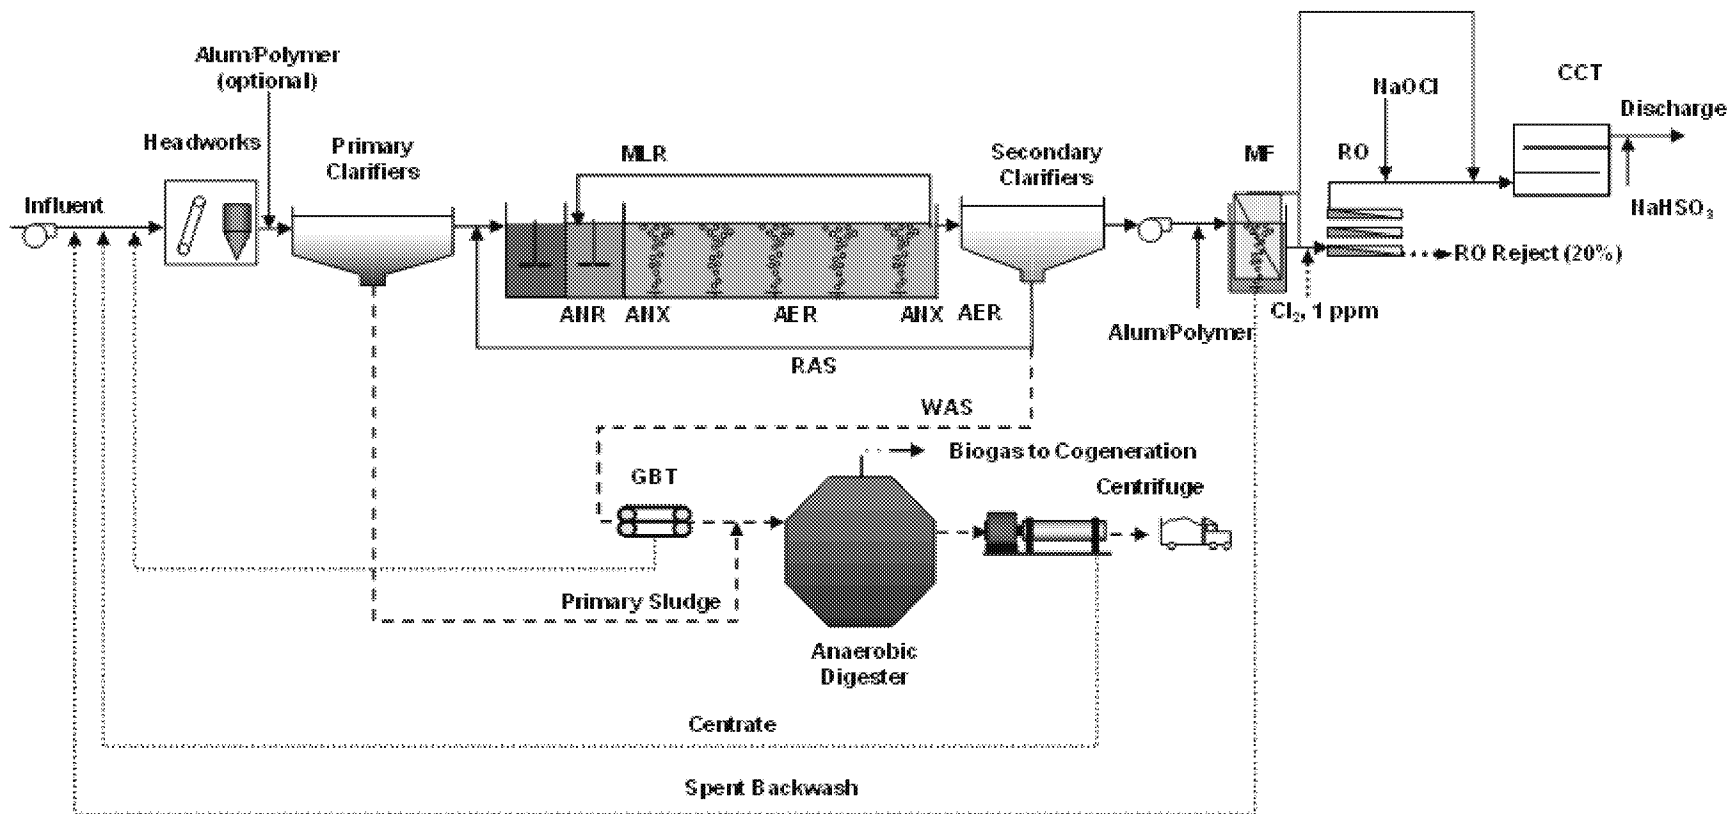 Alum/Polymer
(optional)
Headworks
Influent
Primary
Clarifiers
MLR
Secondary
Clarifiers
MF
RO
NaOCl
CCT
Discharge
NaHSO₃
RO Reject (20%)
Cl₂, 1 ppm
Alum/Polymer
ANR
ANX
AER
ANX
AER
RAS
WAS
GBT
Biogas to Cogeneration
Centrifuge
Primary Sludge
Anaerobic
Digester
Centrate
Spent Backwash